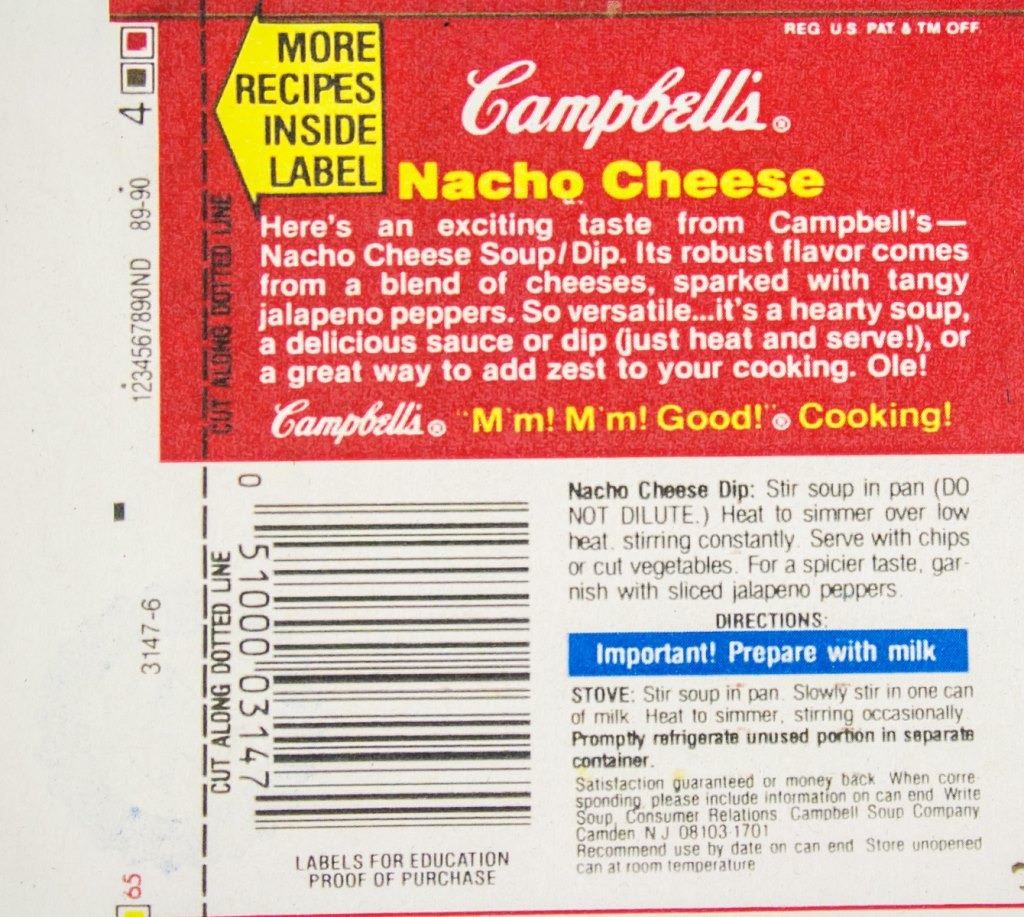 REG. U.S. PAT. & TM OFF.
MORE
RECIPES
INSIDE
LABEL
Campbell's®
Nacho Cheese
Here's an exciting taste from Campbell's—
Nacho Cheese Soup/Dip. Its robust flavor comes
from a blend of cheeses, sparked with tangy
jalapeno peppers. So versatile...it's a hearty soup,
a delicious sauce or dip (just heat and serve!), or
a great way to add zest to your cooking. Ole!
Campbell's® "M'm! M'm! Good!"® Cooking!
4
1234567890ND 89-90
CUT ALONG DOTTED LINE
CUT ALONG DOTTED LINE
3147-6
65
0
51000 03147
LABELS FOR EDUCATION
PROOF OF PURCHASE
Nacho Cheese Dip: Stir soup in pan (DO
NOT DILUTE.) Heat to simmer over low
heat, stirring constantly. Serve with chips
or cut vegetables. For a spicier taste, gar-
nish with sliced jalapeno peppers.
DIRECTIONS:
Important! Prepare with milk
STOVE: Stir soup in pan. Slowly stir in one can
of milk. Heat to simmer, stirring occasionally.
Promptly refrigerate unused portion in separate
container.
Satisfaction guaranteed or money back. When corre-
sponding, please include information on can end. Write
Soup, Consumer Relations, Campbell Soup Company
Camden, N.J. 08103-1701
Recommend use by date on can end. Store unopened
can at room temperature